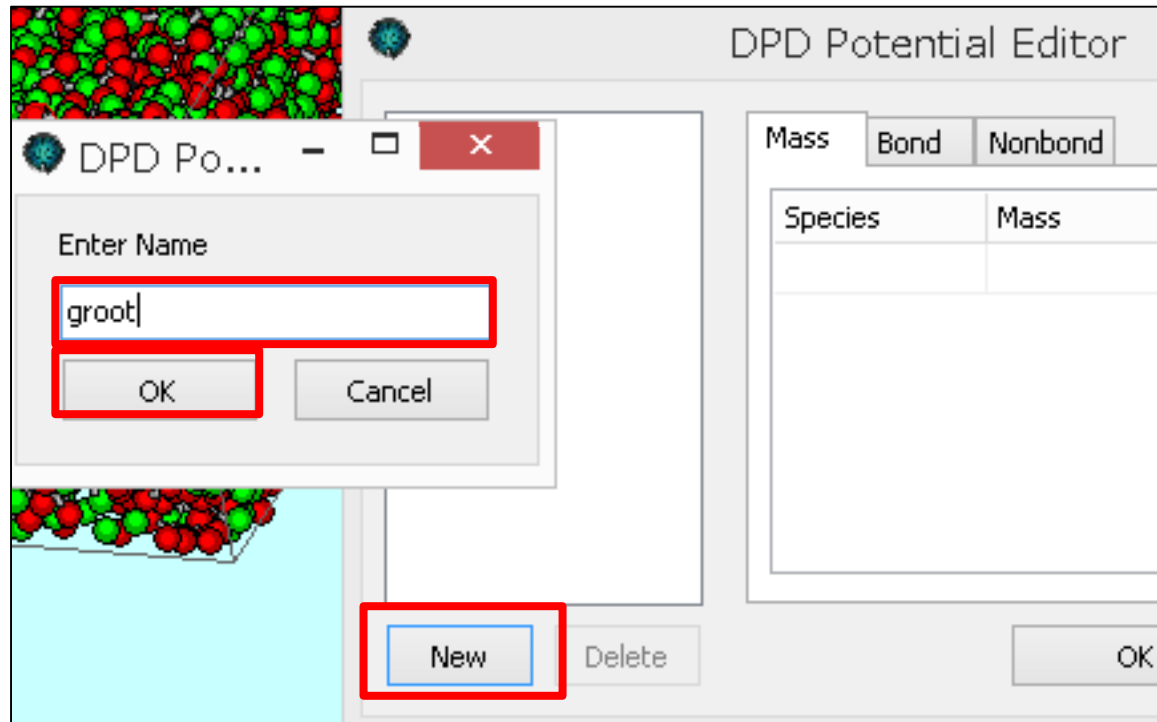 DPD Potential Editor
DPD Po...
Enter Name
groot
OK
Cancel
Mass
Bond
Nonbond
Species
Mass
New
Delete
OK